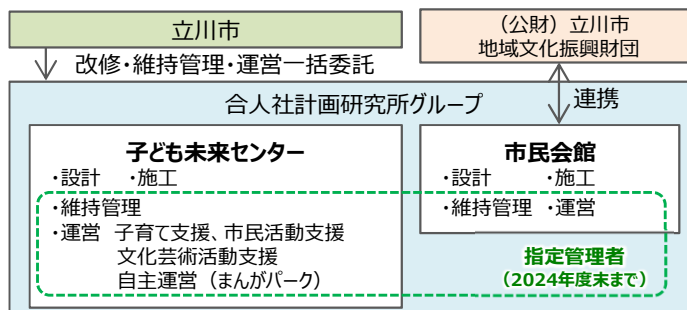 立川市
（公財）立川市
地域文化振興財団
改修・維持管理・運営一括委託
連携
合人社計画研究所グループ
子ども未来センター
・設計　・施工
・維持管理
・運営　子育て支援、市民活動支援
文化芸術活動支援
自主運営（まんがパーク）
市民会館
・設計　・施工
・維持管理　・運営
指定管理者
（2024年度末まで）